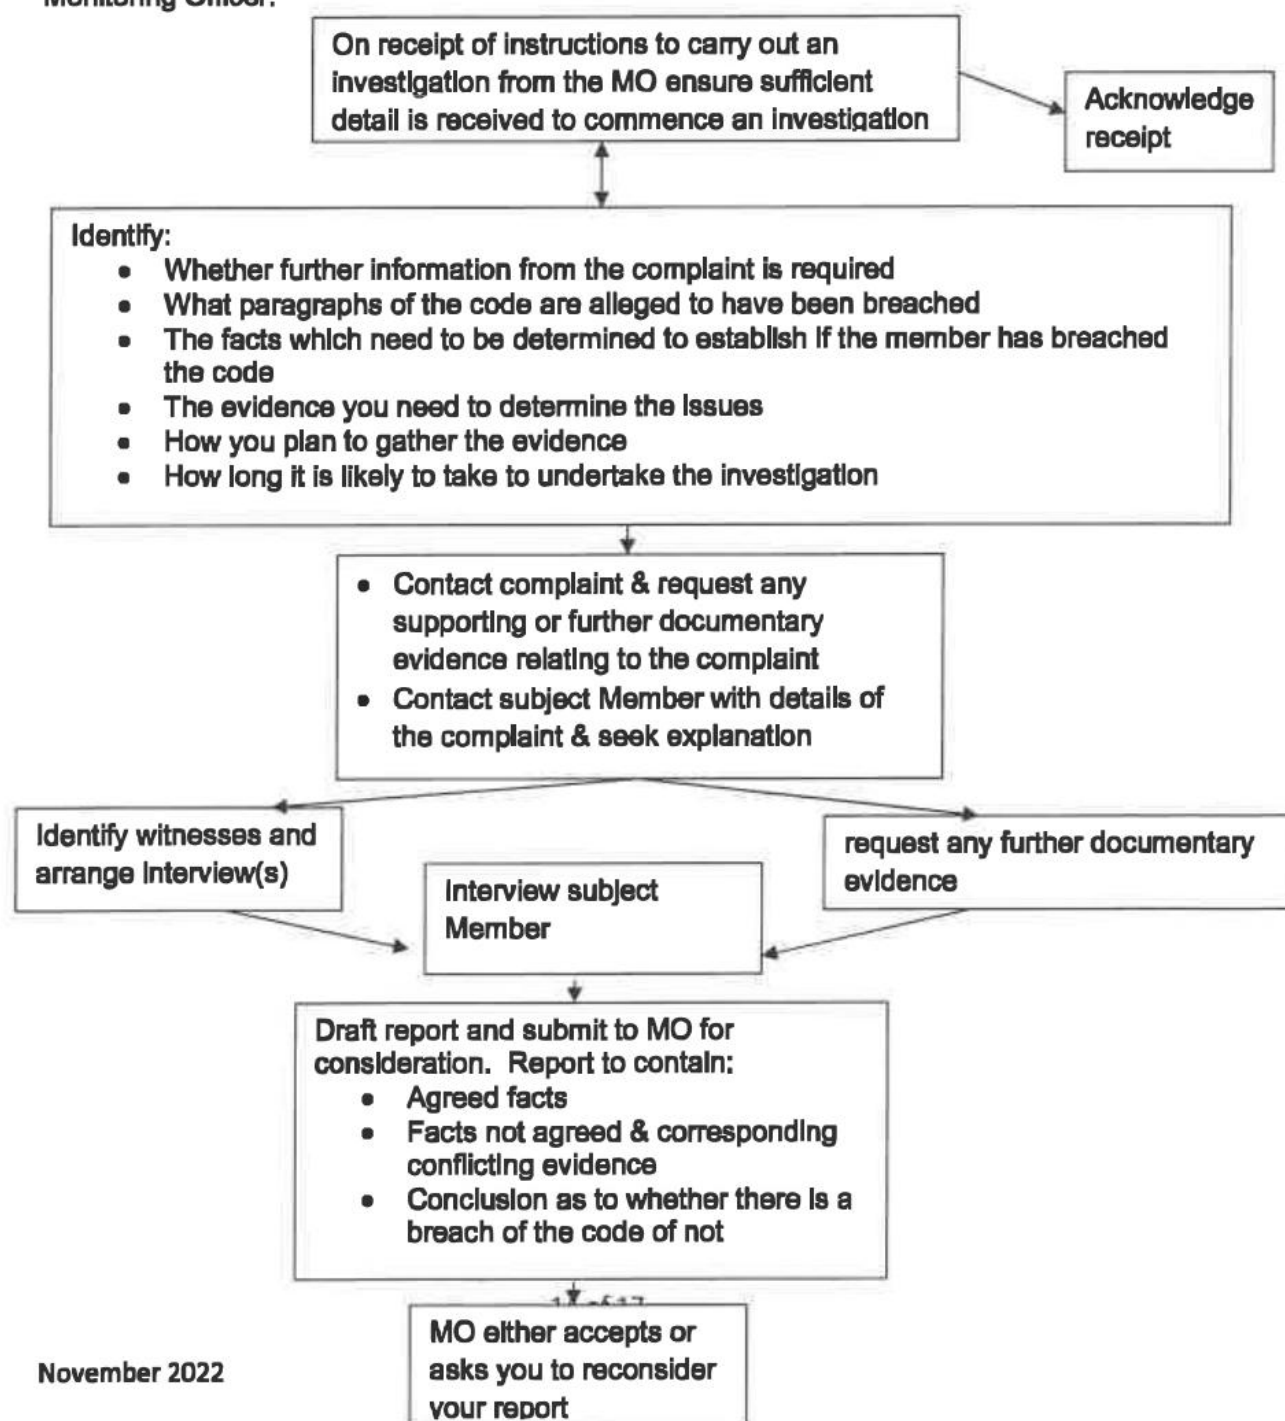 Monitoring Officer.
On receipt of instructions to carry out an
investigation from the MO ensure sufficient
detail is received to commence an investigation
Acknowledge
receipt
Identify:
• Whether further information from the complaint is required
• What paragraphs of the code are alleged to have been breached
• The facts which need to be determined to establish if the member has breached
the code
• The evidence you need to determine the issues
• How you plan to gather the evidence
• How long it is likely to take to undertake the investigation
• Contact complaint & request any
supporting or further documentary
evidence relating to the complaint
• Contact subject Member with details of
the complaint & seek explanation
Identify witnesses and
arrange interview(s)
request any further documentary
evidence
Interview subject
Member
Draft report and submit to MO for
consideration. Report to contain:
• Agreed facts
• Facts not agreed & corresponding
conflicting evidence
• Conclusion as to whether there is a
breach of the code of not
MO either accepts or
asks you to reconsider
your report
November 2022